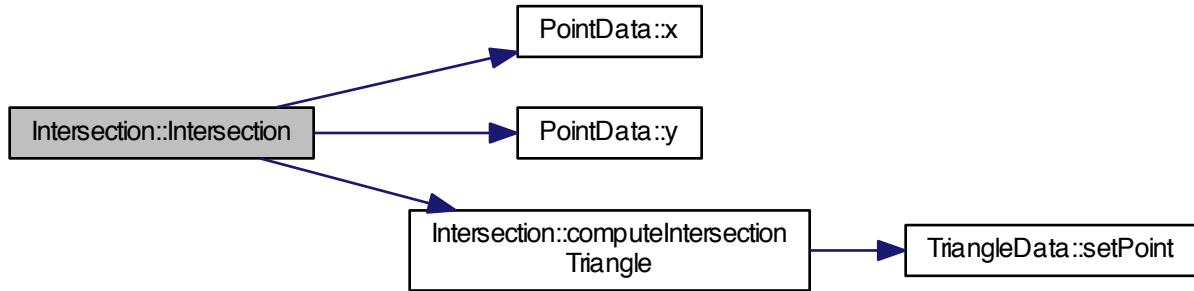 PointData::x
Intersection::Intersection
PointData::y
Intersection::computeIntersection
Triangle
TriangleData::setPoint